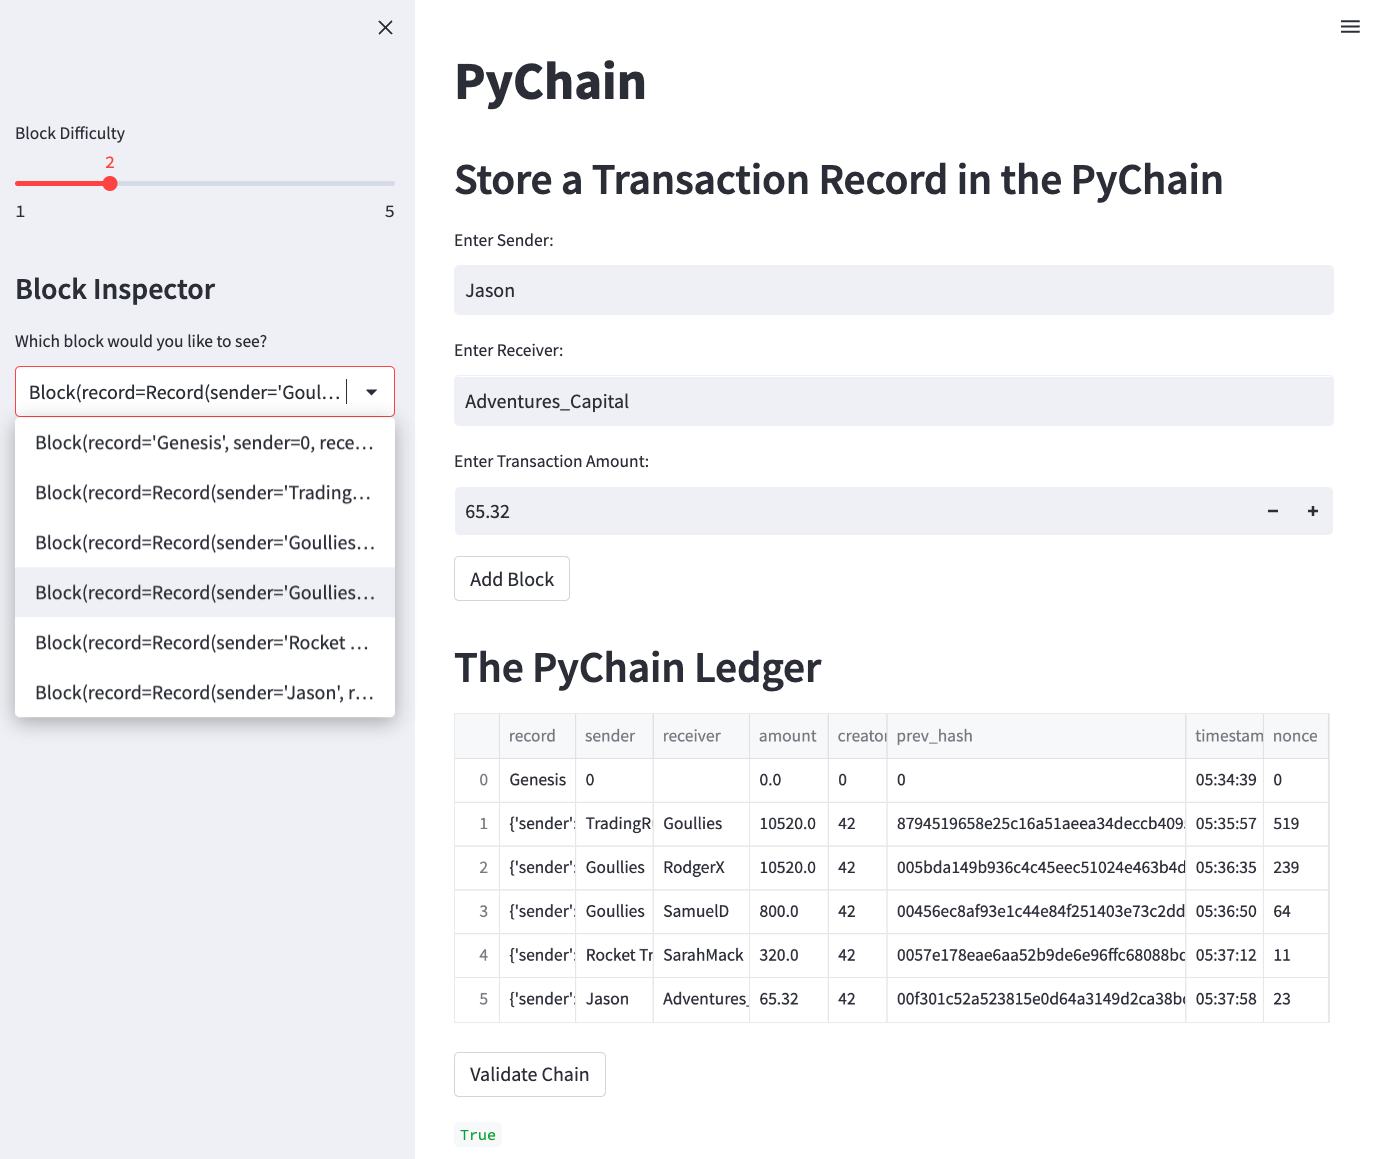 Block Difficulty
2
1 5
Block Inspector
Which block would you like to see?
Block(record=Record(sender='Goul...
Block(record='Genesis', sender=0, rece...
Block(record=Record(sender='Trading...
Block(record=Record(sender='Goullies...
Block(record=Record(sender='Goullies...
Block(record=Record(sender='Rocket ...
Block(record=Record(sender='Jason', r...
PyChain
Store a Transaction Record in the PyChain
Enter Sender:
Jason
Enter Receiver:
Adventures_Capital
Enter Transaction Amount:
65.32
Add Block
The PyChain Ledger
record sender receiver amount creator prev_hash timestam nonce
0 Genesis 0 0.0 0 0 05:34:39 0
1 {'sender': TradingR Goullies 10520.0 42 8794519658e25c16a51aeea34deccb409 05:35:57 519
2 {'sender': Goullies RodgerX 10520.0 42 005bda149b936c4c45eec51024e463b4d 05:36:35 239
3 {'sender': Goullies SamuelD 800.0 42 00456ec8af93e1c44e84f251403e73c2dd 05:36:50 64
4 {'sender': Rocket Tr SarahMack 320.0 42 0057e178eae6aa52b9de6e96ffc68088bc 05:37:12 11
5 {'sender': Jason Adventures_ 65.32 42 00f301c52a523815e0d64a3149d2ca38b 05:37:58 23
Validate Chain
True